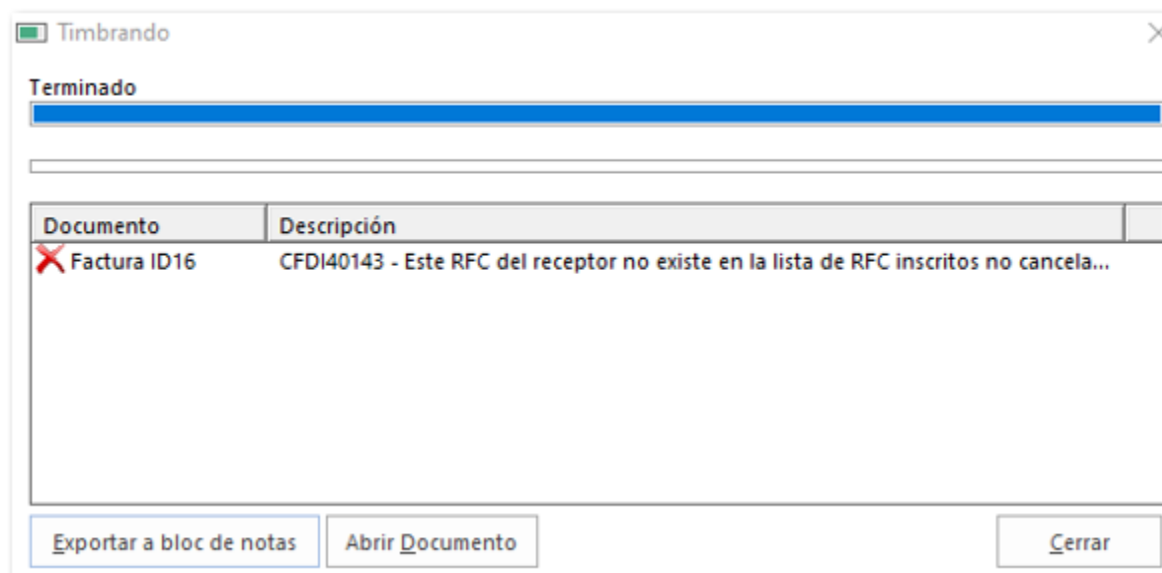 Timbrando
Terminado
Documento Descripción
Factura ID16 CFDI40143 - Este RFC del receptor no existe en la lista de RFC inscritos no cancela...
Exportar a bloc de notas Abrir Documento Cerrar